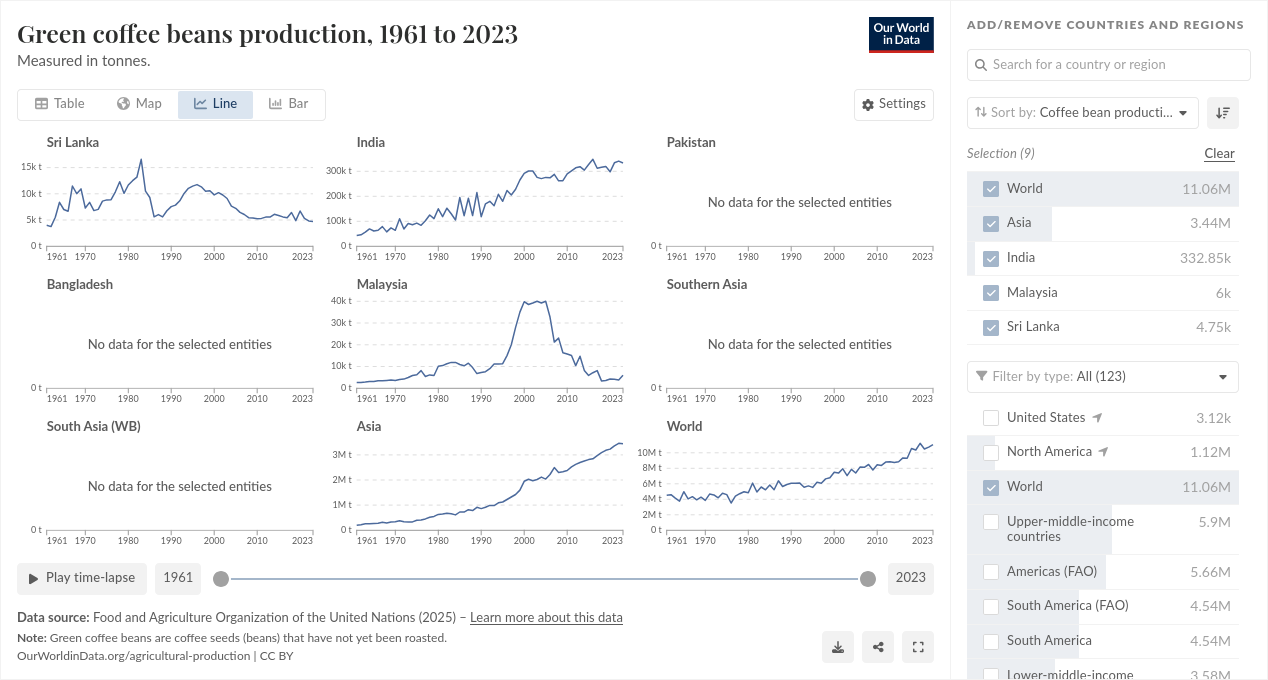 Green coffee beans production, 1961 to 2023
Measured in tonnes.
Our World
in Data
Table
Map
Line
Bar
Settings
Sri Lanka
15k t
10k t
5k t
0 t
1961 1970 1980 1990 2000 2010 2023
India
300k t
200k t
100k t
0 t
1961 1970 1980 1990 2000 2010 2023
Pakistan
No data for the selected entities
0 t
1961 1970 1980 1990 2000 2010 2023
Bangladesh
No data for the selected entities
0 t
1961 1970 1980 1990 2000 2010 2023
Malaysia
40k t
30k t
20k t
10k t
0 t
1961 1970 1980 1990 2000 2010 2023
Southern Asia
No data for the selected entities
0 t
1961 1970 1980 1990 2000 2010 2023
South Asia (WB)
No data for the selected entities
0 t
1961 1970 1980 1990 2000 2010 2023
Asia
3M t
2M t
1M t
0 t
1961 1970 1980 1990 2000 2010 2023
World
10M t
8M t
6M t
4M t
2M t
0 t
1961 1970 1980 1990 2000 2010 2023
Play time-lapse
1961
2023
Data source: Food and Agriculture Organization of the United Nations (2025) – Learn more about this data
Note: Green coffee beans are coffee seeds (beans) that have not yet been roasted.
OurWorldinData.org/agricultural-production | CC BY
ADD/REMOVE COUNTRIES AND REGIONS
Search for a country or region
Sort by: Coffee bean producti...
Selection (9)
Clear
World 11.06M
Asia 3.44M
India 332.85k
Malaysia 6k
Sri Lanka 4.75k
Filter by type: All (123)
United States 3.12k
North America 1.12M
World 11.06M
Upper-middle-income
countries 5.9M
Americas (FAO) 5.66M
South America (FAO) 4.54M
South America 4.54M
Lower-middle-income 3.58M